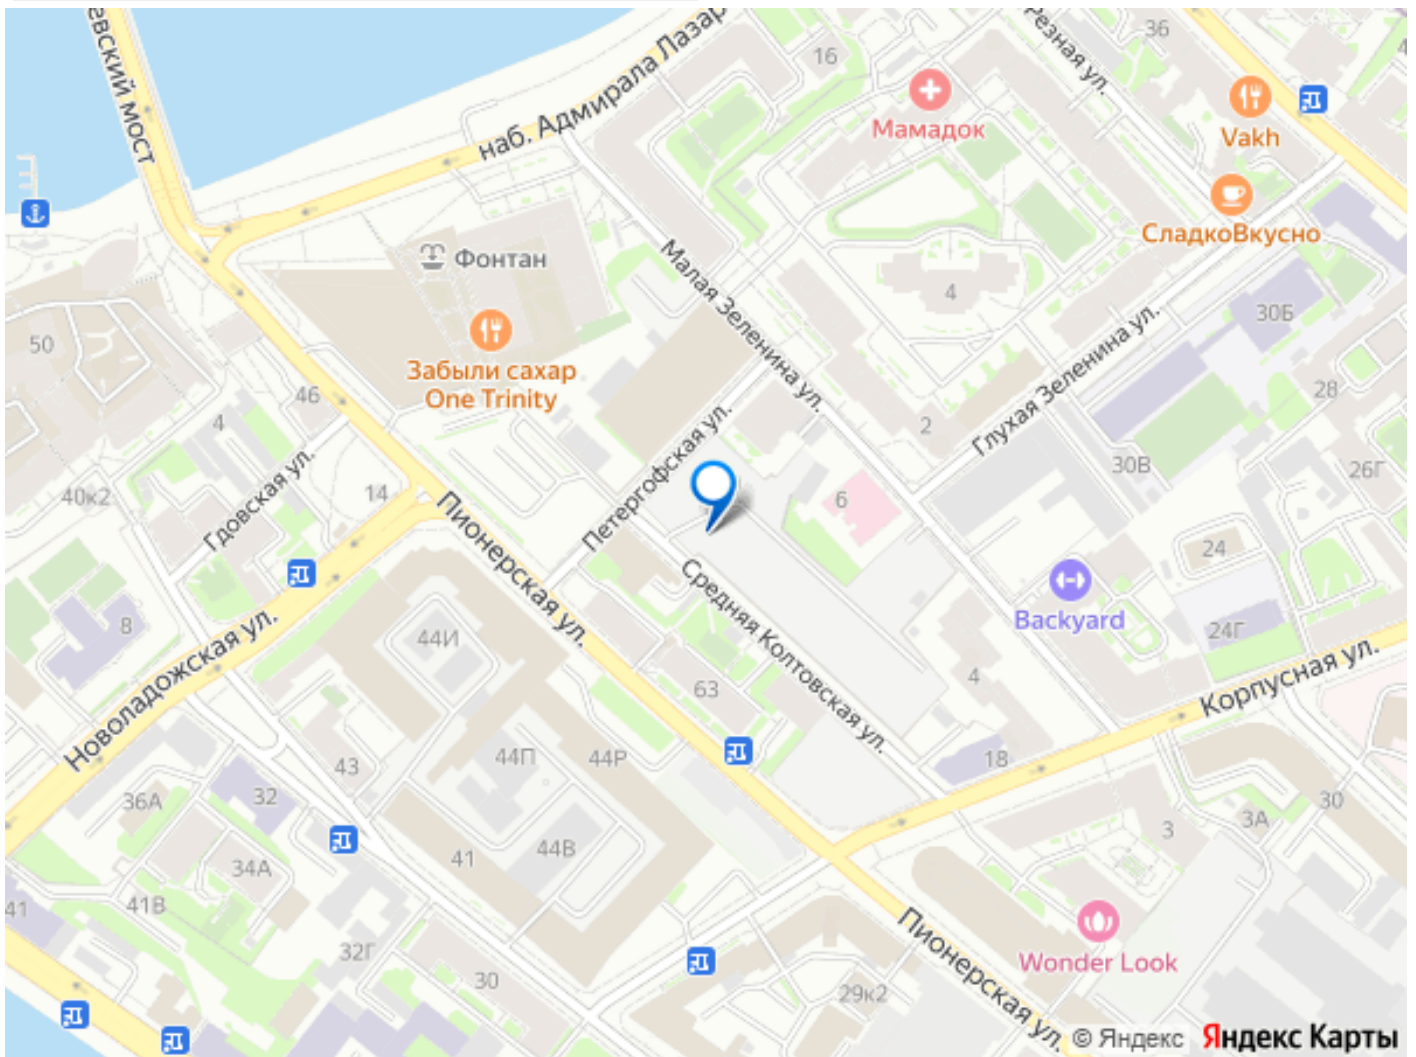 евский мост
наб. Адмирала Лазар
16
Резная ул.
36
4
Мамадок
Vakh
СладкоВкусно
Фонтан
Малая Зеленина ул.
4
30Б
50
Забыли сахар
One Trinity
46
4
Глухая Зеленина ул.
28
2
Петергофская ул.
30В
26Г
40к2
Гдовская ул.
14
6
Пионерская ул.
24
Backyard
24Г
Средняя Колтовская ул.
8
44И
Новоладожская ул.
63
4
Корпусная ул.
43
44П
44Р
18
36А
32
30
3
3А
34А
41
44В
41
41В
32Г
30
Пионерская ул.
Wonder Look
29к2
© Яндекс Яндекс Карты